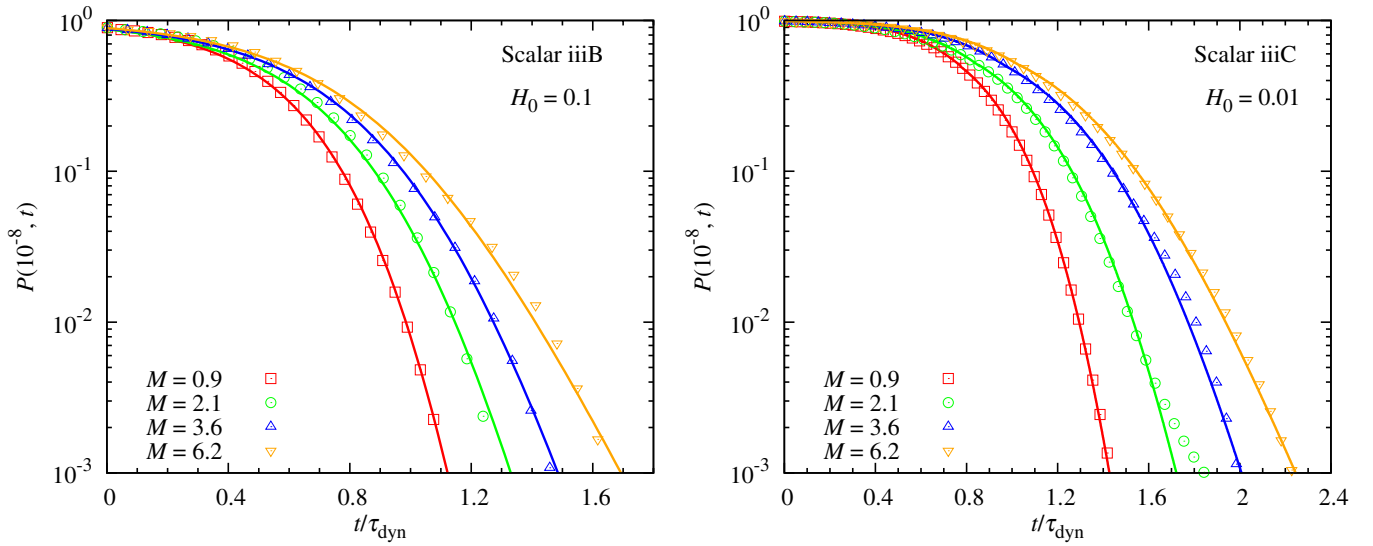 10^0
10^-1
10^-2
10^-3
P(10^-8, t)
Scalar iiiB
H_0 = 0.1
M = 0.9
M = 2.1
M = 3.6
M = 6.2
0 0.4 0.8 1.2 1.6
t/τ_dyn
10^0
10^-1
10^-2
10^-3
P(10^-8, t)
Scalar iiiC
H_0 = 0.01
M = 0.9
M = 2.1
M = 3.6
M = 6.2
0 0.4 0.8 1.2 1.6 2 2.4
t/τ_dyn